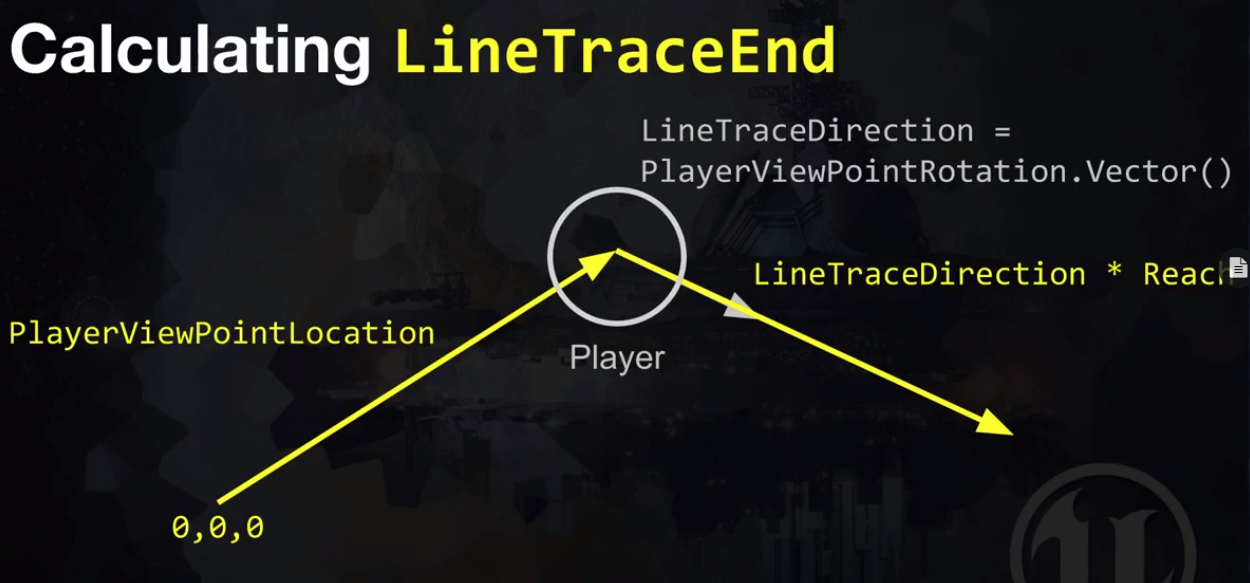 Calculating LineTraceEnd
LineTraceDirection =
PlayerViewPointRotation.Vector()
LineTraceDirection * Reach
PlayerViewPointLocation
Player
0,0,0